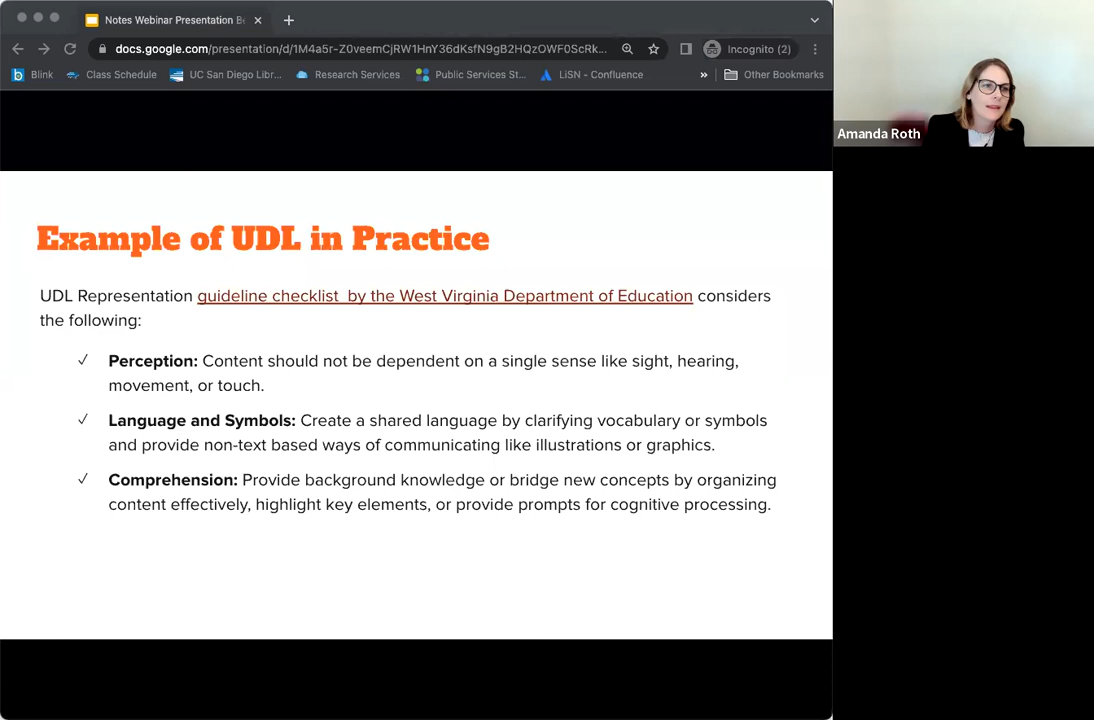 Notes Webinar Presentation Be
docs.google.com/presentation/d/1M4a5r-Z0veemCjRW1HnY36dKsfN9gB2HQzOWF0ScRk...
Incognito (2)
Blink
Class Schedule
UC San Diego Libr...
Research Services
Public Services St...
LiSN - Confluence
»
Other Bookmarks
Amanda Roth
Example of UDL in Practice
UDL Representation guideline checklist by the West Virginia Department of Education considers
the following:
✓ Perception: Content should not be dependent on a single sense like sight, hearing,
movement, or touch.
✓ Language and Symbols: Create a shared language by clarifying vocabulary or symbols
and provide non-text based ways of communicating like illustrations or graphics.
✓ Comprehension: Provide background knowledge or bridge new concepts by organizing
content effectively, highlight key elements, or provide prompts for cognitive processing.